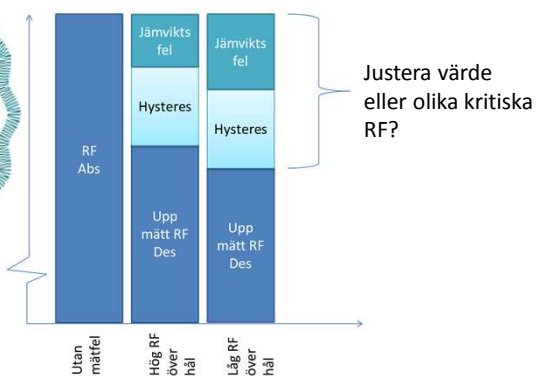 RF
Abs
Jämvikts
fel
Hysteres
Upp
mätt RF
Des
Jämvikts
fel
Hysteres
Upp
mätt RF
Des
Justera värde
eller olika kritiska
RF?
Utan
mätfel
Hög RF
över
hål
Låg RF
över
hål